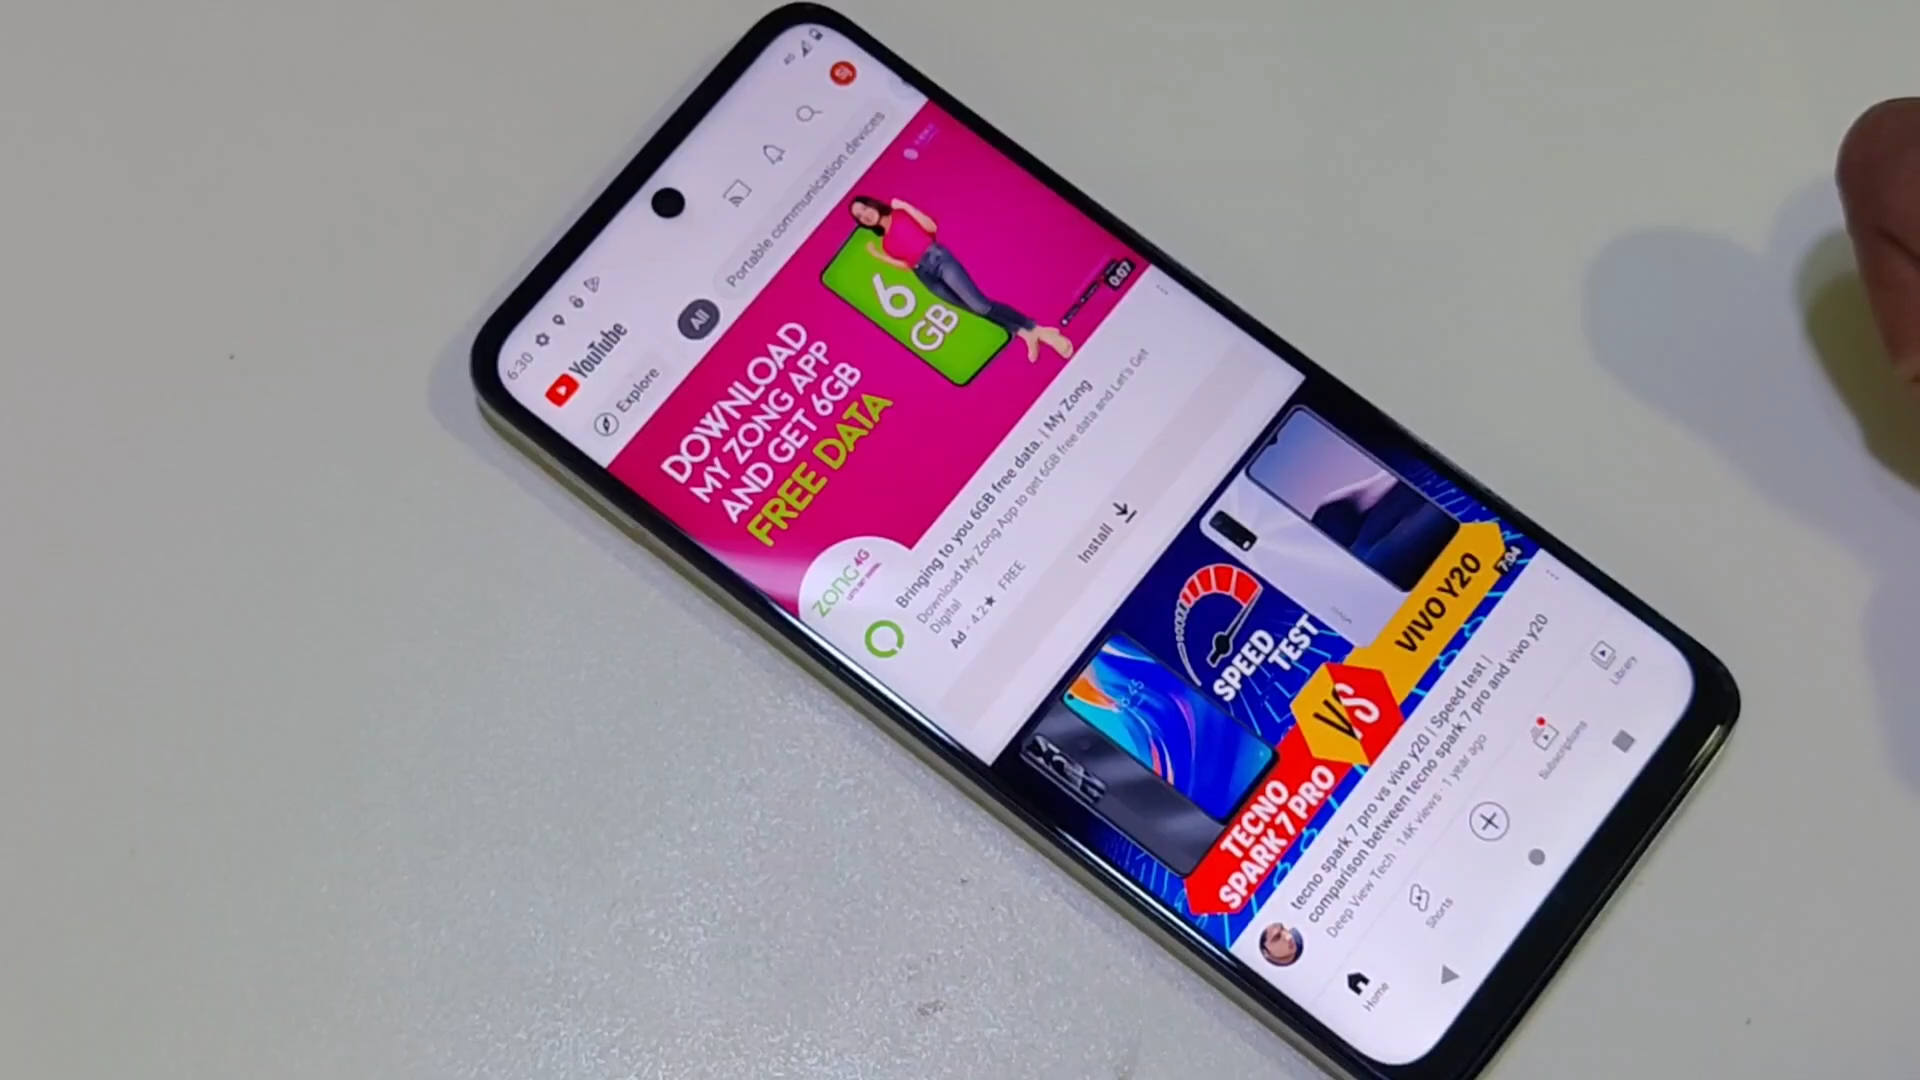 6:30
4G
YouTube
Explore
All
Portable communication devices
DOWNLOAD
MY ZONG APP
AND GET 6GB
FREE DATA
6
GB
0:07
ZONG 4G
Bringing to you 6GB free data. | My Zong
Download My Zong App to get 6GB free data and Let's Get
Digital
Ad · 4.2★ FREE
Install
SPEED
TEST
VIVO Y20
VS
TECNO
SPARK 7 PRO
7:04
tecno spark 7 pro vs vivo y20 | Speed test |
comparison between tecno spark 7 pro and vivo y20
Deep View Tech · 14K views · 1 year ago
Home
Shorts
Subscriptions
Library